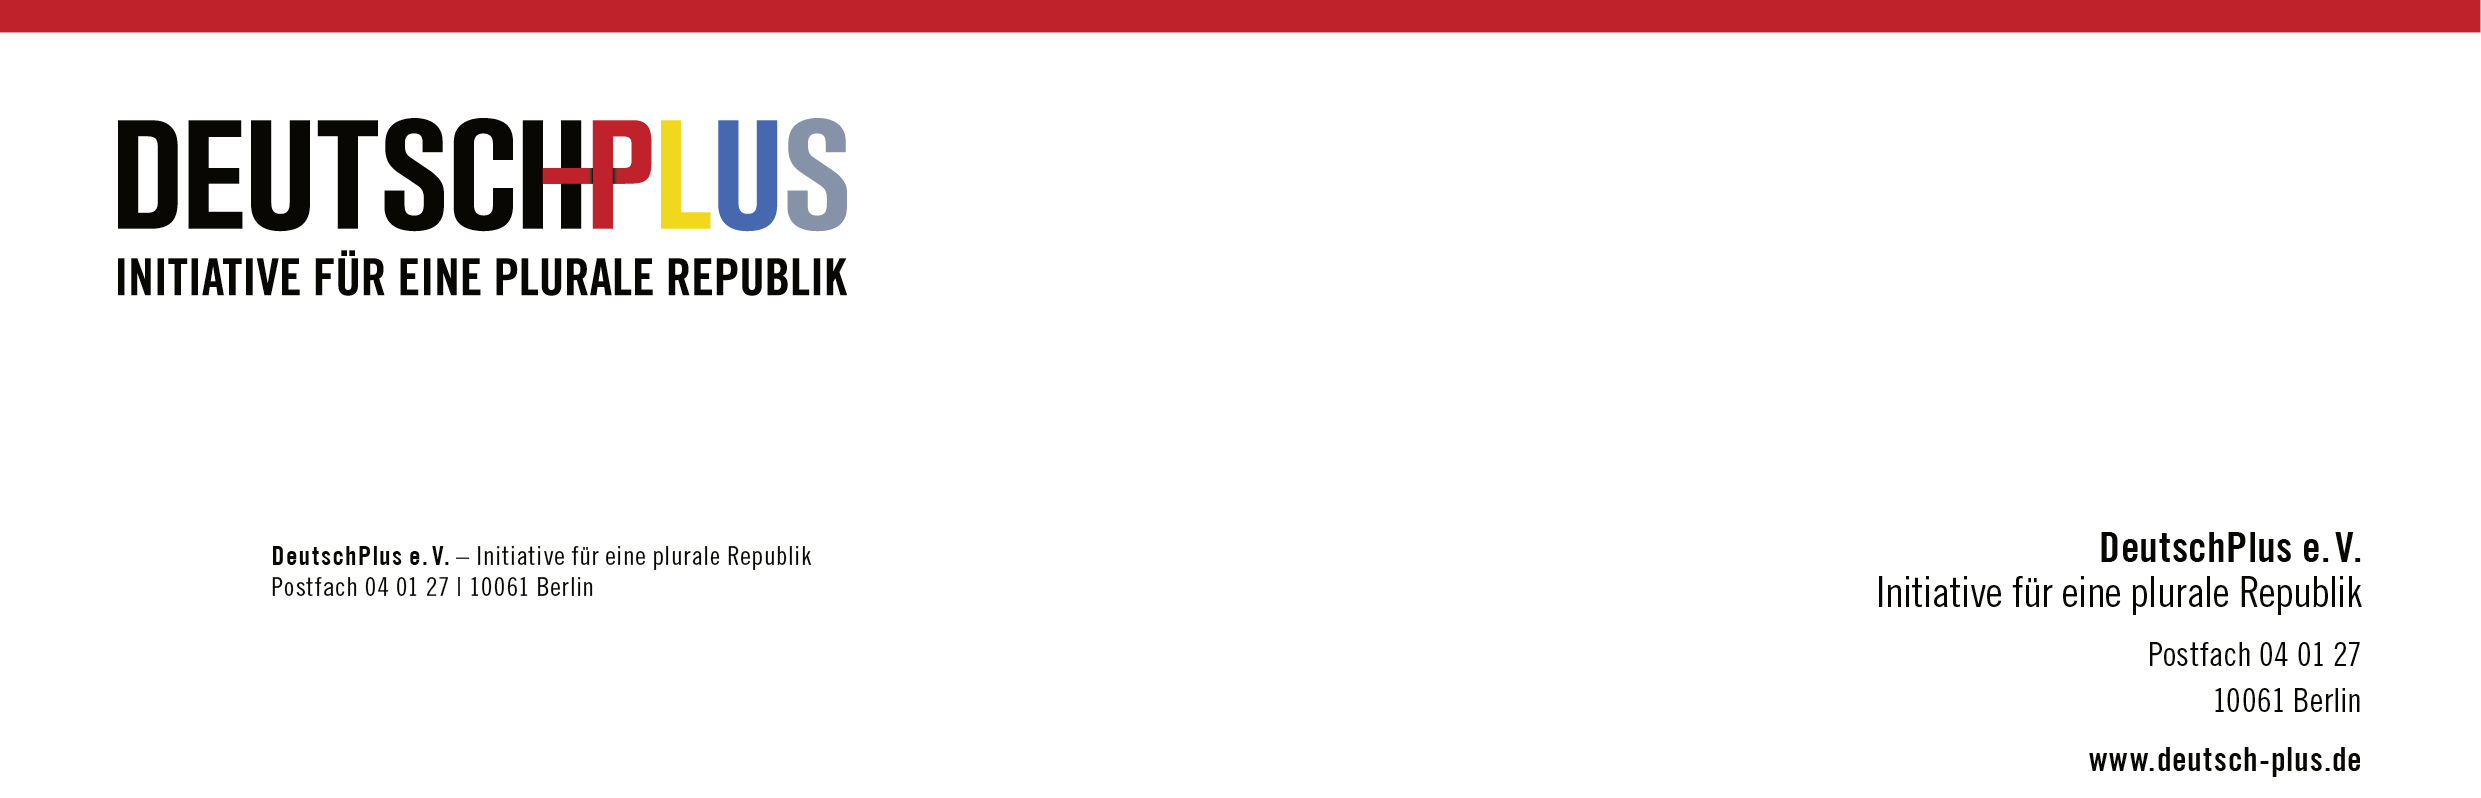 DEUTSCHPLUS
INITIATIVE FÜR EINE PLURALE REPUBLIK
DeutschPlus e. V. – Initiative für eine plurale Republik
Postfach 04 01 27 | 10061 Berlin
DeutschPlus e. V.
Initiative für eine plurale Republik
Postfach 04 01 27
10061 Berlin
www.deutsch-plus.de